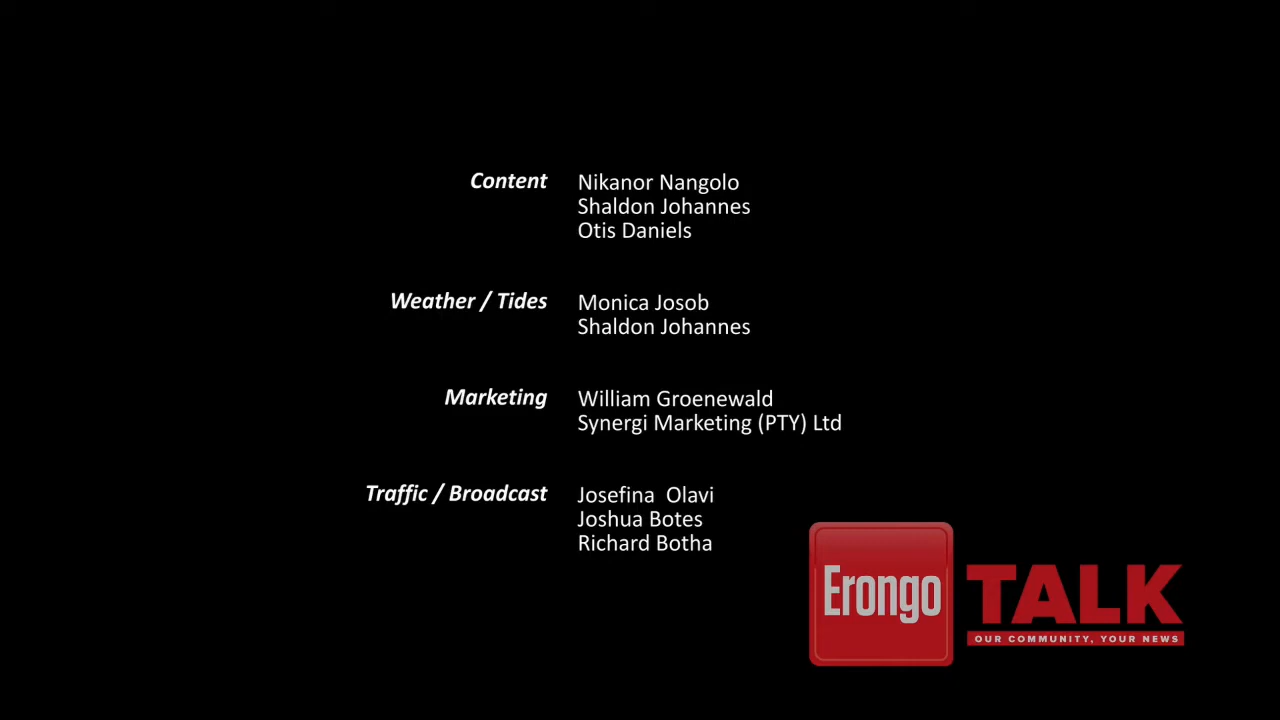 Content Nikanor Nangolo
Shaldon Johannes
Otis Daniels
Weather / Tides Monica Josob
Shaldon Johannes
Marketing William Groenewald
Synergi Marketing (PTY) Ltd
Traffic / Broadcast Josefina  Olavi
Joshua Botes
Richard Botha
Erongo TALK
OUR COMMUNITY, YOUR NEWS